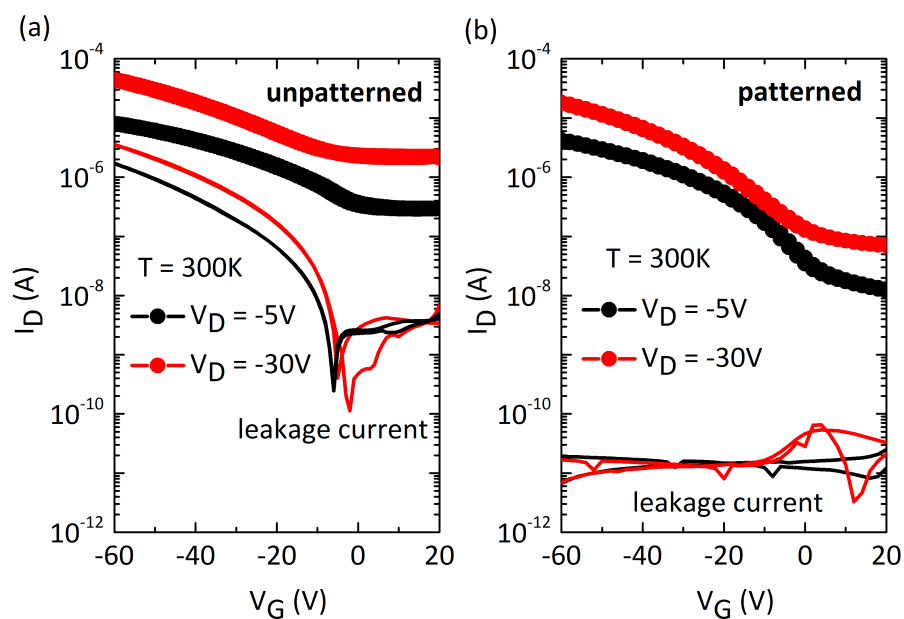 (a)
unpatterned
10⁻⁴
10⁻⁶
10⁻⁸
10⁻¹⁰
10⁻¹²
I_D (A)
T = 300K
V_D = -5V
V_D = -30V
leakage current
-60 -40 -20 0 20
V_G (V)
(b)
patterned
10⁻⁴
10⁻⁶
10⁻⁸
10⁻¹⁰
10⁻¹²
I_D (A)
T = 300K
V_D = -5V
V_D = -30V
leakage current
-60 -40 -20 0 20
V_G (V)